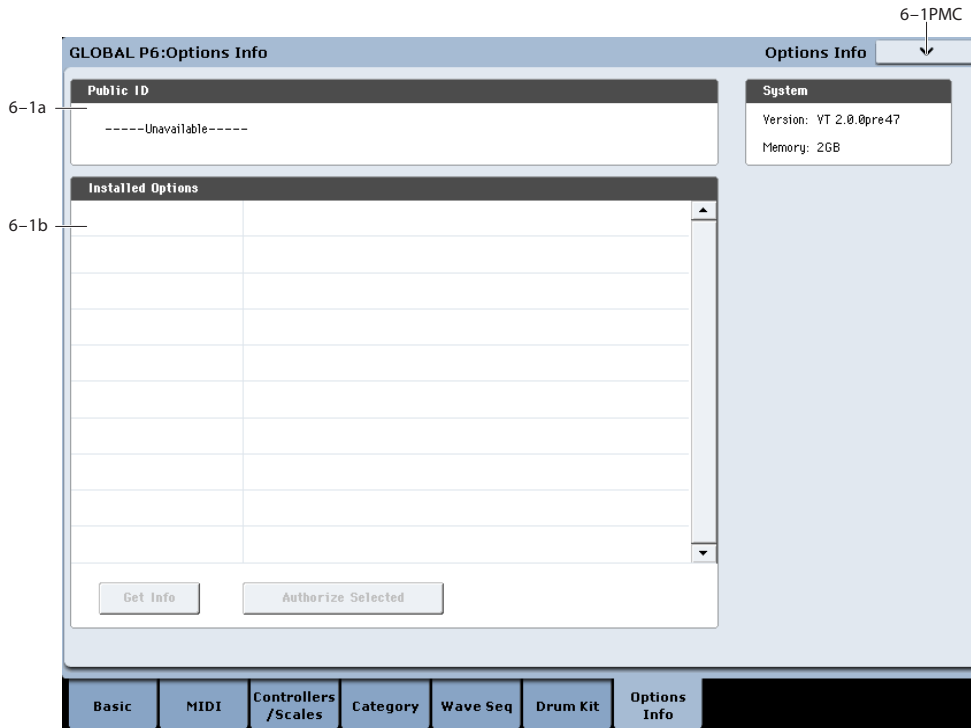 6–1PMC
GLOBAL P6:Options Info
Options Info
6–1a
Public ID
-----Unavailable-----
System
Version: VT 2.0.0pre47
Memory: 2GB
6–1b
Installed Options
Get Info
Authorize Selected
Basic
MIDI
Controllers
/Scales
Category
Wave Seq
Drum Kit
Options
Info